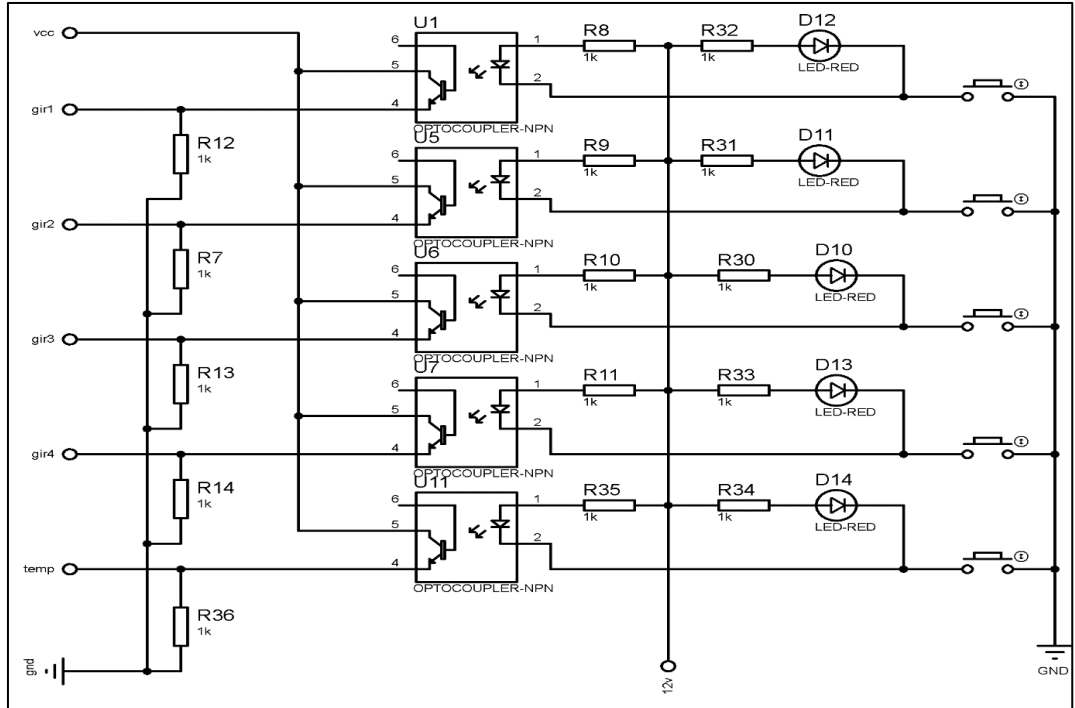 vcc
U1
6
5
4
1
2
OPTOCOUPLER-NPN
R8
1k
R32
1k
D12
LED-RED
gir1
R12
1k
U5
6
5
4
1
2
OPTOCOUPLER-NPN
R9
1k
R31
1k
D11
LED-RED
gir2
R7
1k
U6
6
5
4
1
2
OPTOCOUPLER-NPN
R10
1k
R30
1k
D10
LED-RED
gir3
R13
1k
U7
6
5
4
1
2
OPTOCOUPLER-NPN
R11
1k
R33
1k
D13
LED-RED
gir4
R14
1k
U11
6
5
4
1
2
OPTOCOUPLER-NPN
R35
1k
R34
1k
D14
LED-RED
temp
R36
1k
gnd
12v
GND